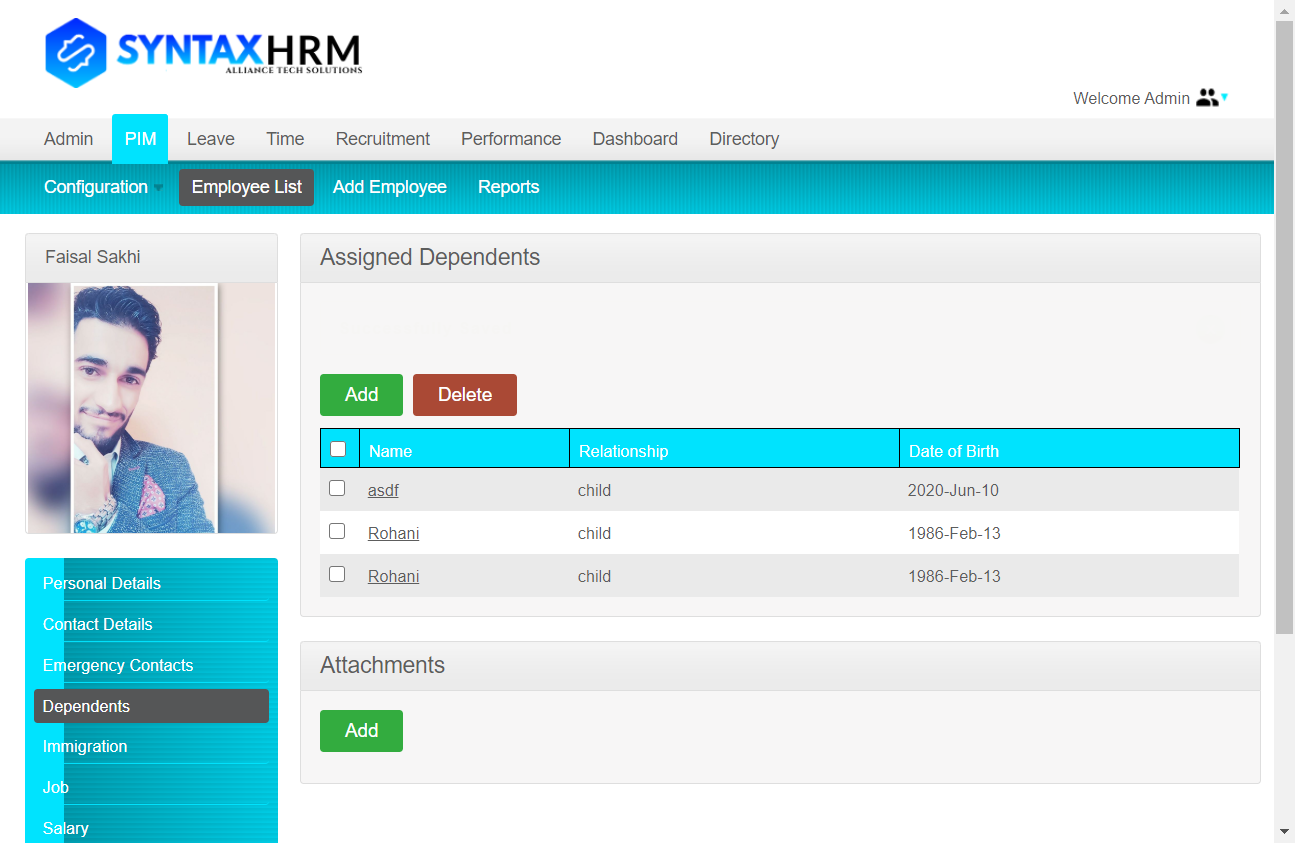 SYNTAXHRM
ALLIANCE TECH SOLUTIONS
Welcome Admin
Admin PIM Leave Time Recruitment Performance Dashboard Directory
Configuration Employee List Add Employee Reports
Faisal Sakhi
Assigned Dependents
Add Delete
Name Relationship Date of Birth
asdf child 2020-Jun-10
Rohani child 1986-Feb-13
Rohani child 1986-Feb-13
Personal Details
Contact Details
Emergency Contacts
Dependents
Immigration
Job
Salary
Attachments
Add